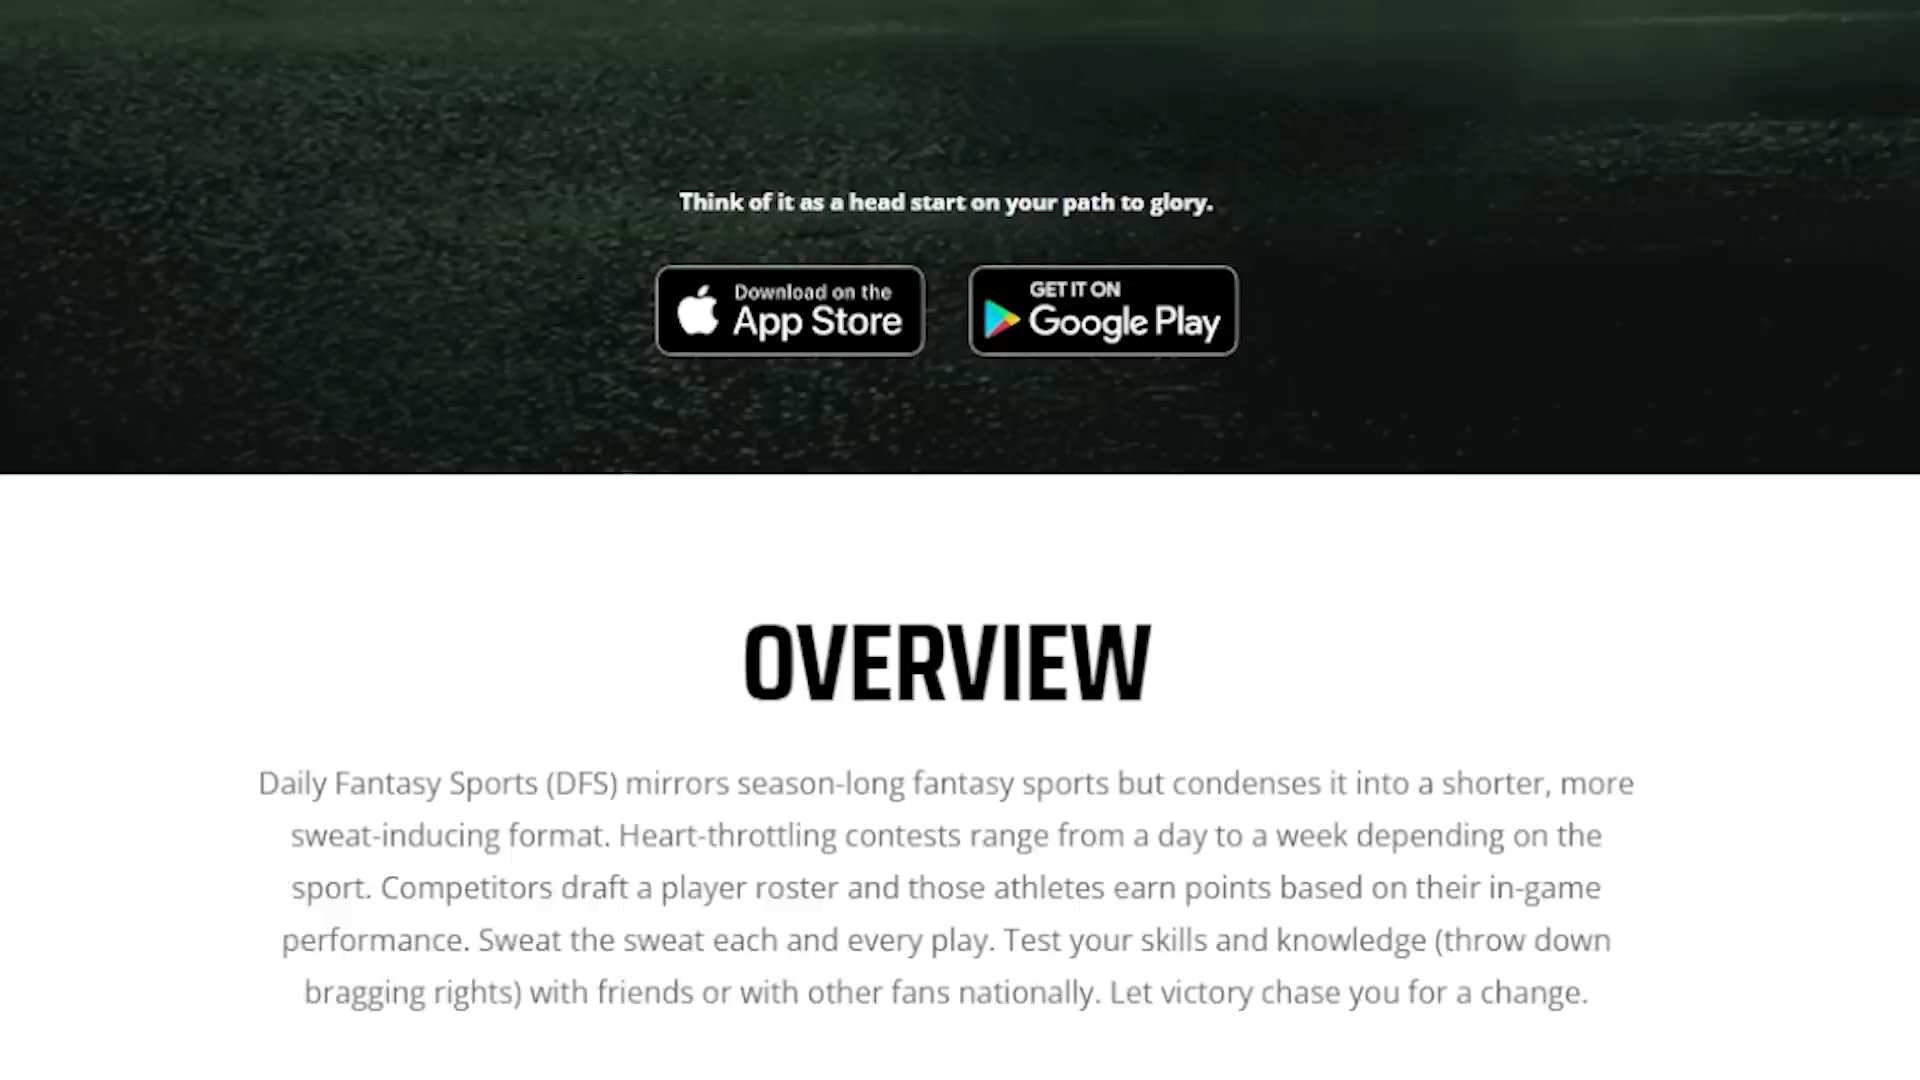 Think of it as a head start on your path to glory.
Download on the
App Store
GET IT ON
Google Play
OVERVIEW
Daily Fantasy Sports (DFS) mirrors season-long fantasy sports but condenses it into a shorter, more
sweat-inducing format. Heart-throttling contests range from a day to a week depending on the
sport. Competitors draft a player roster and those athletes earn points based on their in-game
performance. Sweat the sweat each and every play. Test your skills and knowledge (throw down
bragging rights) with friends or with other fans nationally. Let victory chase you for a change.